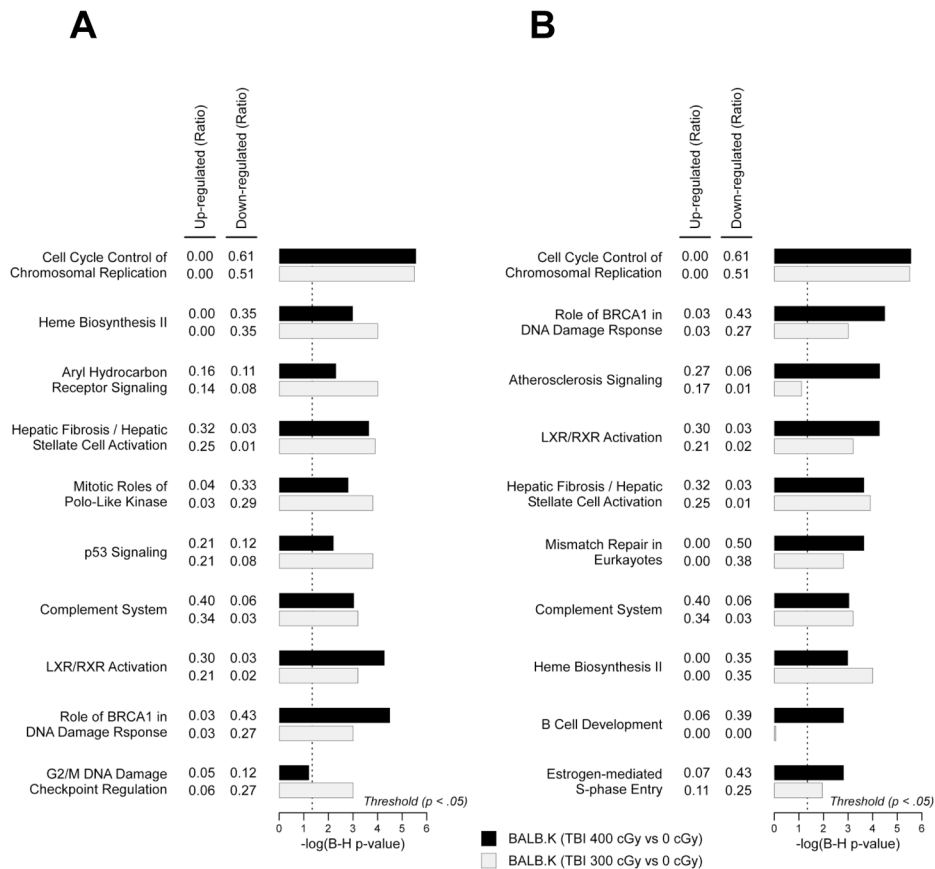 A
B
Up-regulated (Ratio)
Down-regulated (Ratio)
Up-regulated (Ratio)
Down-regulated (Ratio)
Cell Cycle Control of
Chromosomal Replication
0.00 0.61
0.00 0.51
Heme Biosynthesis II
0.00 0.35
0.00 0.35
Aryl Hydrocarbon
Receptor Signaling
0.16 0.11
0.14 0.08
Hepatic Fibrosis / Hepatic
Stellate Cell Activation
0.32 0.03
0.25 0.01
Mitotic Roles of
Polo-Like Kinase
0.04 0.33
0.03 0.29
p53 Signaling
0.21 0.12
0.21 0.08
Complement System
0.40 0.06
0.34 0.03
LXR/RXR Activation
0.30 0.03
0.21 0.02
Role of BRCA1 in
DNA Damage Rsponse
0.03 0.43
0.03 0.27
G2/M DNA Damage
Checkpoint Regulation
0.05 0.12
0.06 0.27
Threshold (p < .05)
0 1 2 3 4 5 6
-log(B-H p-value)
Cell Cycle Control of
Chromosomal Replication
0.00 0.61
0.00 0.51
Role of BRCA1 in
DNA Damage Rsponse
0.03 0.43
0.03 0.27
Atherosclerosis Signaling
0.27 0.06
0.17 0.01
LXR/RXR Activation
0.30 0.03
0.21 0.02
Hepatic Fibrosis / Hepatic
Stellate Cell Activation
0.32 0.03
0.25 0.01
Mismatch Repair in
Eurkayotes
0.00 0.50
0.00 0.38
Complement System
0.40 0.06
0.34 0.03
Heme Biosynthesis II
0.00 0.35
0.00 0.35
B Cell Development
0.06 0.39
0.00 0.00
Estrogen-mediated
S-phase Entry
0.07 0.43
0.11 0.25
Threshold (p < .05)
0 1 2 3 4 5 6
-log(B-H p-value)
BALB.K (TBI 400 cGy vs 0 cGy)
BALB.K (TBI 300 cGy vs 0 cGy)